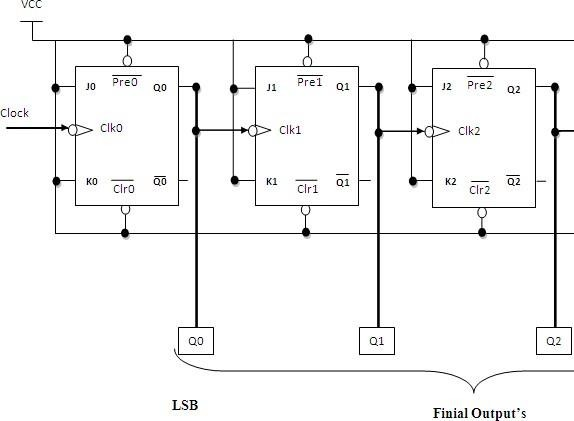 VCC
J0 Pre0 Q0 J1 Pre1 Q1 J2 Pre2 Q2
Clock Clk0 Clk1 Clk2
K0 Clr0 Q0 K1 Clr1 Q1 K2 Clr2 Q2
Q0 Q1 Q2
LSB
Finial Output's